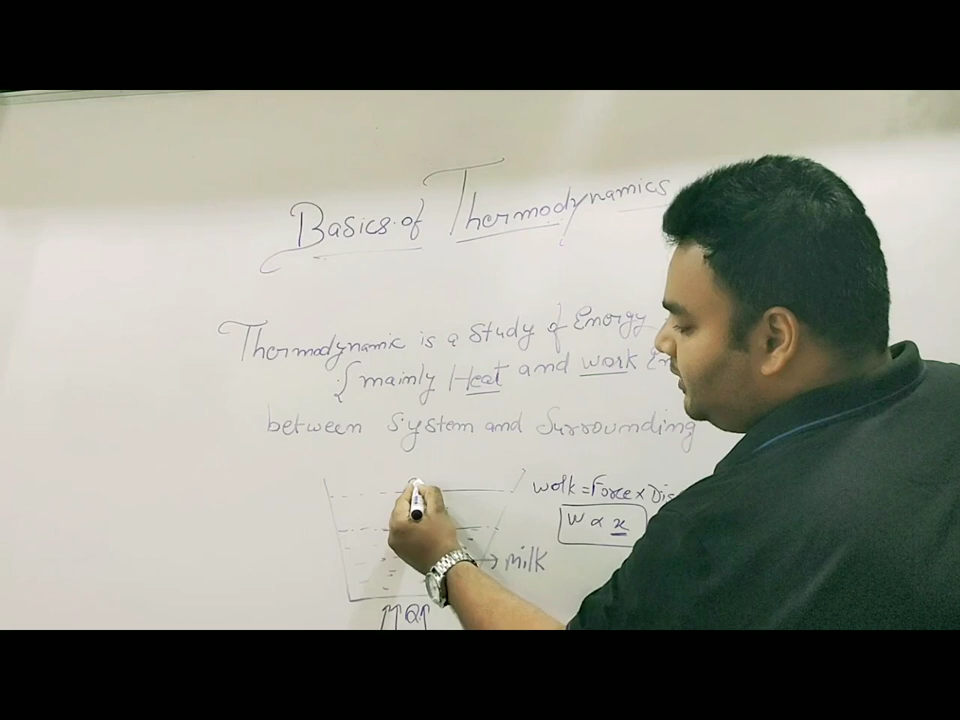 Basics of Thermodynamics
Thermodynamic is a Study of Energy
{ mainly Heat and work
between System and Surrounding
work = Force ×
W ∝ x
→ milk
↑↑Q↑